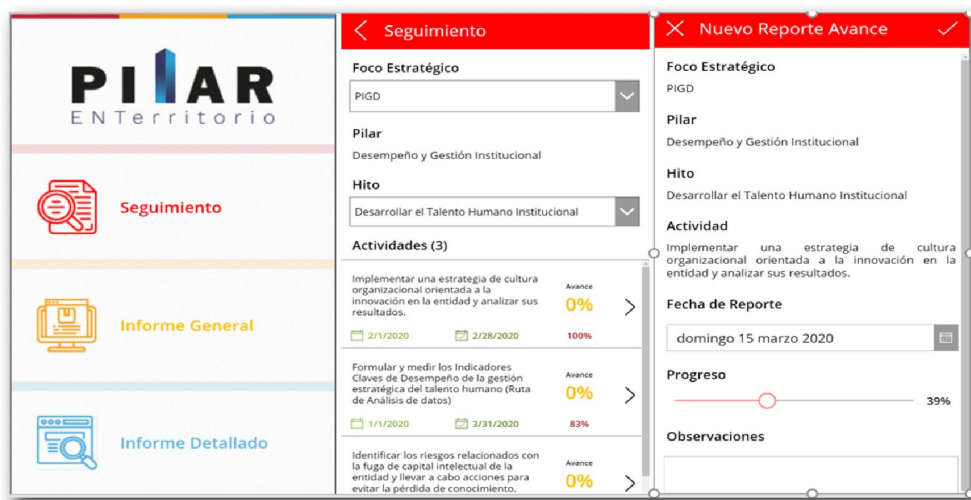 PILAR
ENTerritorio
Seguimiento
Informe General
Informe Detallado
Seguimiento
Foco Estratégico
PIGD
Pilar
Desempeño y Gestión Institucional
Hito
Desarrollar el Talento Humano Institucional
Actividades (3)
Implementar una estrategia de cultura
organizacional orientada a la
innovación en la entidad y analizar sus
resultados.
Avance
0%
2/1/2020 2/28/2020 100%
Formular y medir los Indicadores
Claves de Desempeño de la gestión
estratégica del talento humano (Ruta
de Análisis de datos)
Avance
0%
1/1/2020 3/31/2020 83%
Identificar los riesgos relacionados con
la fuga de capital intelectual de la
entidad y llevar a cabo acciones para
evitar la pérdida de conocimiento.
Avance
0%
Nuevo Reporte Avance
Foco Estratégico
PIGD
Pilar
Desempeño y Gestión Institucional
Hito
Desarrollar el Talento Humano Institucional
Actividad
Implementar una estrategia de cultura
organizacional orientada a la innovación en la
entidad y analizar sus resultados.
Fecha de Reporte
domingo 15 marzo 2020
Progreso
39%
Observaciones